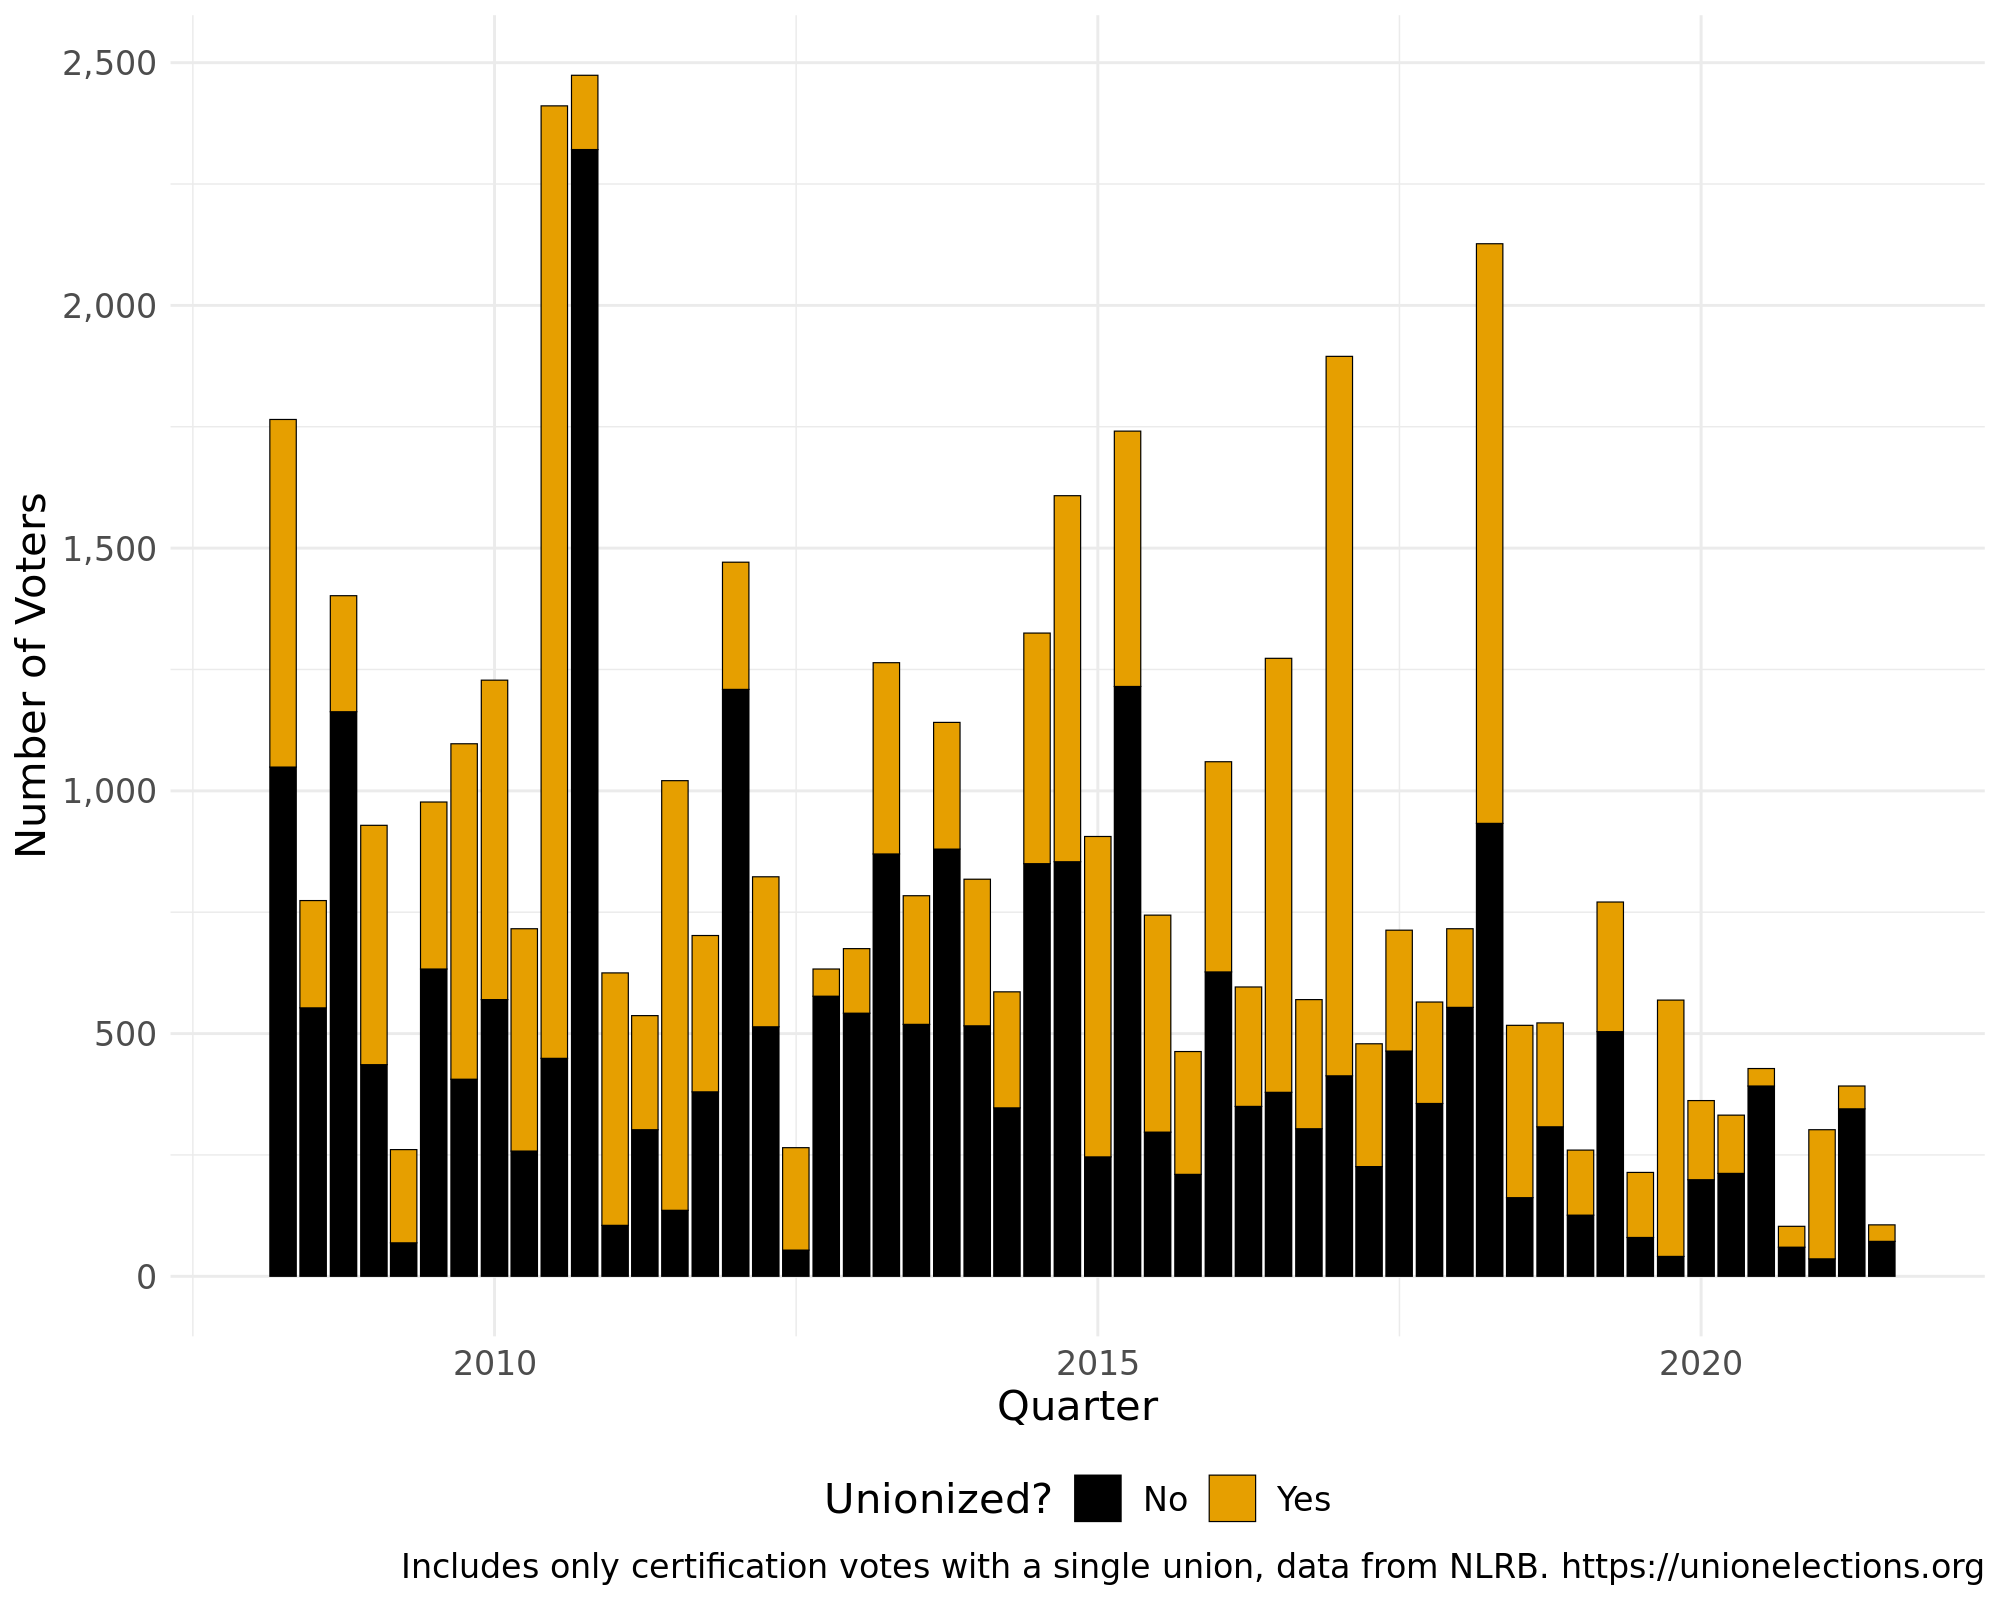 2,500
2,000
1,500
1,000
500
0
Number of Voters
2010 2015 2020
Quarter
Unionized? No Yes
Includes only certification votes with a single union, data from NLRB. https://unionelections.org